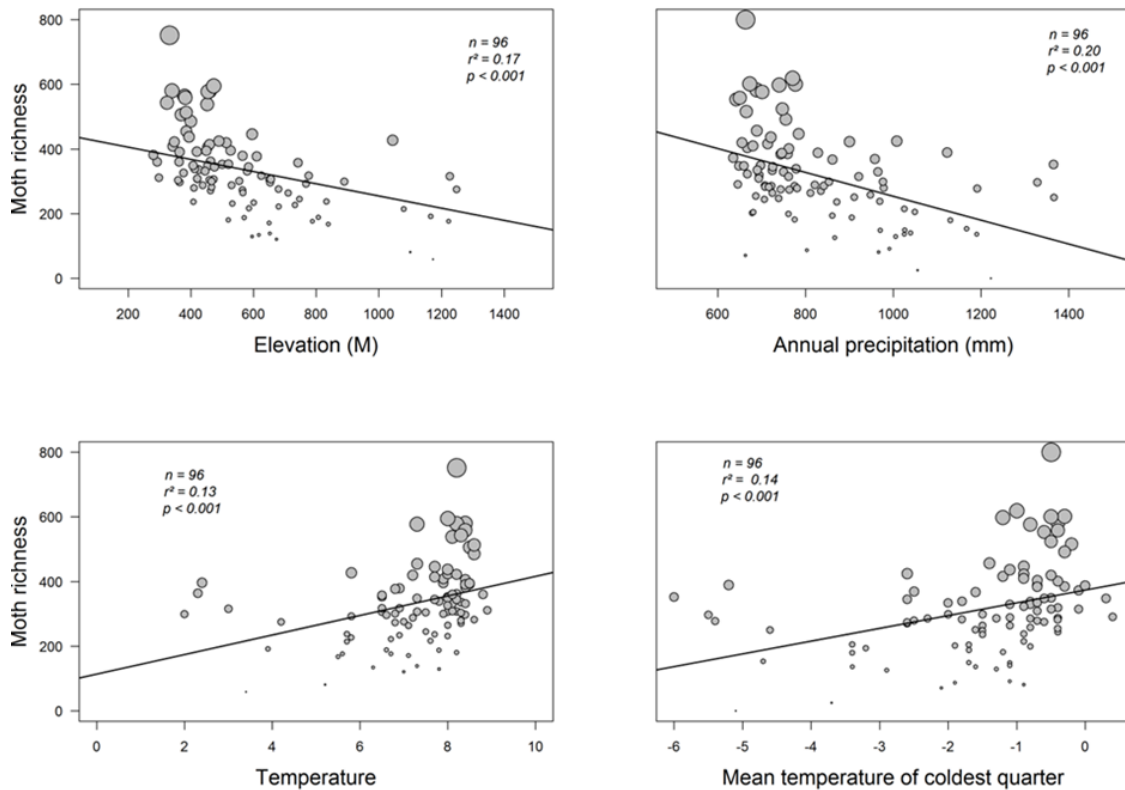 800
600
400
200
0
Moth richness
n = 96
r² = 0.17
p < 0.001
200 400 600 800 1000 1200 1400
Elevation (M)
n = 96
r² = 0.20
p < 0.001
600 800 1000 1200 1400
Annual precipitation (mm)
800
600
400
200
0
Moth richness
n = 96
r² = 0.13
p < 0.001
0 2 4 6 8 10
Temperature
n = 96
r² = 0.14
p < 0.001
-6 -5 -4 -3 -2 -1 0
Mean temperature of coldest quarter